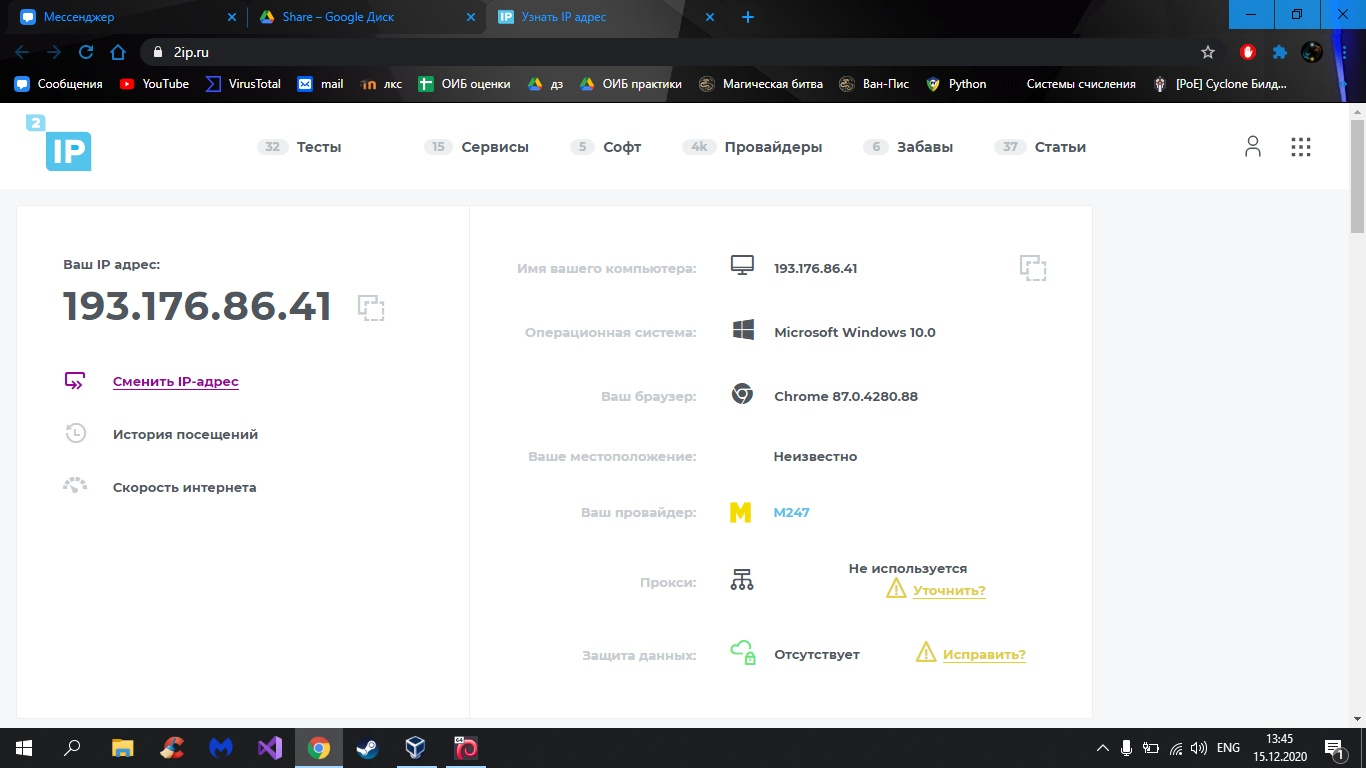 Мессенджер
Share – Google Диск
Узнать IP адрес
2ip.ru
Сообщения YouTube VirusTotal mail лкс ОИБ оценки дз ОИБ практики Магическая битва Ван-Пис Python Системы счисления [PoE] Cyclone Билд...
2 IP
32 Тесты 15 Сервисы 5 Софт 4k Провайдеры 6 Забавы 37 Статьи
Ваш IP адрес:
193.176.86.41
Сменить IP-адрес
История посещений
Скорость интернета
Имя вашего компьютера: 193.176.86.41
Операционная система: Microsoft Windows 10.0
Ваш браузер: Chrome 87.0.4280.88
Ваше местоположение: Неизвестно
Ваш провайдер: M M247
Прокси: Не используется
Уточнить?
Защита данных: Отсутствует Исправить?
64
ENG
13:45
15.12.2020
1